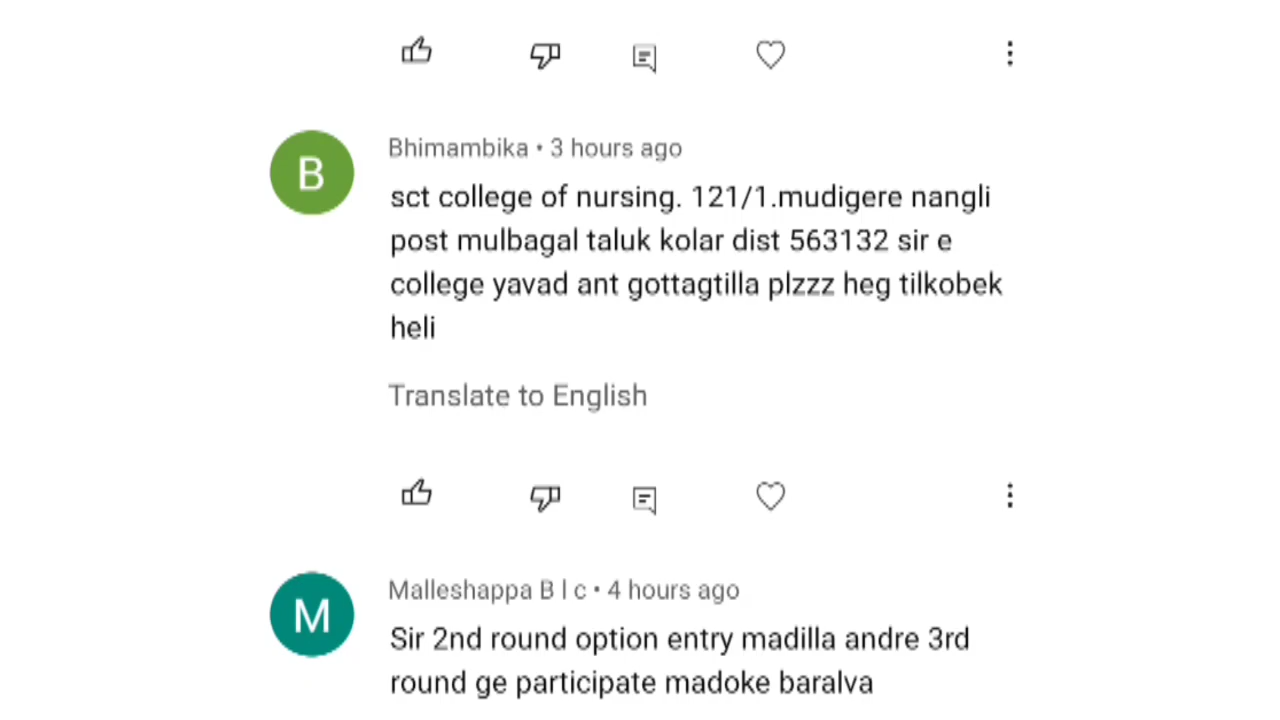 B
Bhimambika • 3 hours ago
sct college of nursing. 121/1.mudigere nangli
post mulbagal taluk kolar dist 563132 sir e
college yavad ant gottagtilla plzzz heg tilkobek
heli
Translate to English
M
Malleshappa B l c • 4 hours ago
Sir 2nd round option entry madilla andre 3rd
round ge participate madoke baralva